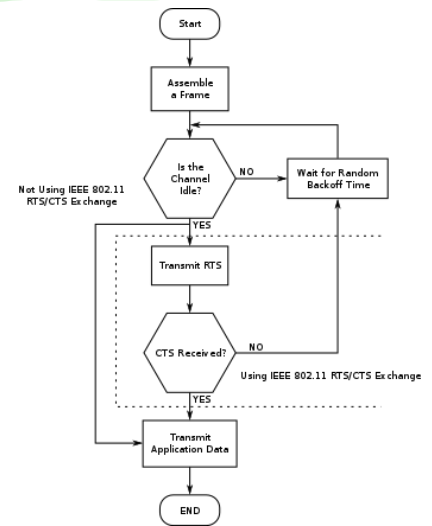 Start
Assemble
a Frame
Is the
Channel
Idle?
NO
Wait for Random
Backoff Time
Not Using IEEE 802.11
RTS/CTS Exchange
YES
Transmit RTS
CTS Received?
NO
Using IEEE 802.11 RTS/CTS Exchange
YES
Transmit
Application Data
END